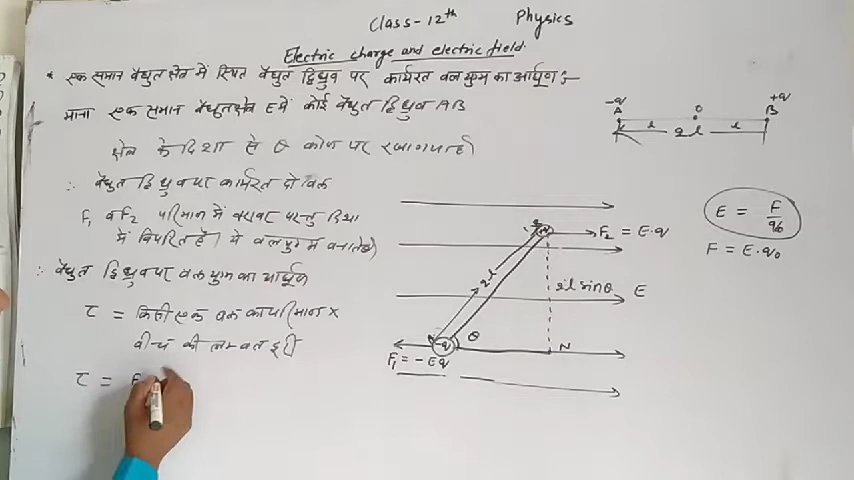 Class-12th Physics
Electric charge and electric field.
* एक समान वैद्युत क्षेत्र में स्थित वैद्युत द्विध्रुव पर कार्यरत बल युग्म का आघूर्ण :-
माना एक समान वैद्युत क्षेत्र E में कोई वैद्युत द्विध्रुव AB
क्षेत्र के दिशा से θ कोण पर रखा गया है।
∴ वैद्युत द्विध्रुव पर कार्यरत दो बल
F₁ व F₂ परिमाण में बराबर परन्तु दिशा
में विपरित है। ये बल युग्म बनाते है।
∴ वैद्युत द्विध्रुव पर बल युग्म का आघूर्ण
τ = किसी एक बल का परिमाण ×
बीच की लम्बवत दूरी
τ = F
-q +q
A O B
l 2l l
E = F/q₀
F = E.q₀
F₂ = E.q
2l
2l sinθ E
-q θ N
F₁ = -Eq